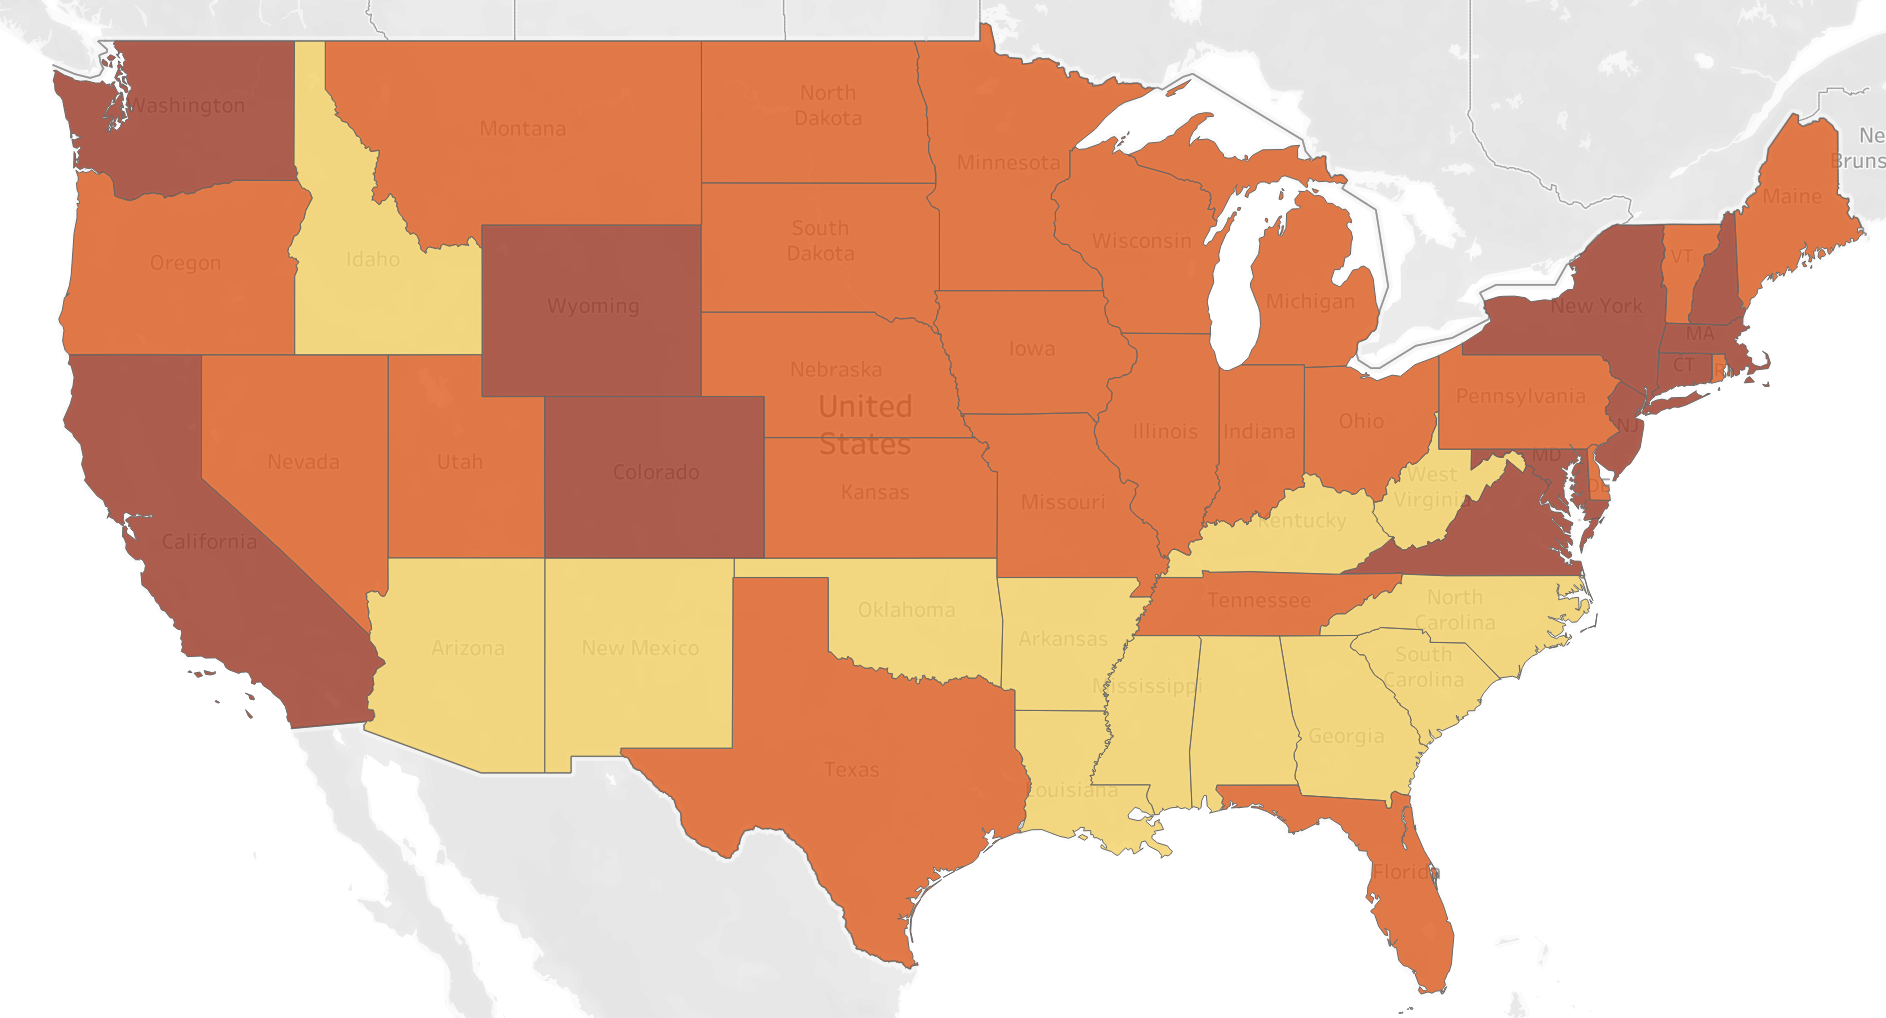 Washington
Montana
North
Dakota
Minnesota
Ne
Bruns
Maine
Oregon
Idaho
South
Dakota
Wisconsin
VT
Wyoming
Michigan
New York
MA
Iowa
CT
R
Nebraska
United
States
Pennsylvania
NJ
Nevada
Utah
Colorado
Kansas
Illinois
Indiana
Ohio
MD
West
Virginia
DE
Missouri
California
Kentucky
Tennessee
North
Carolina
Oklahoma
Arkansas
Arizona
New Mexico
South
Carolina
Mississippi
Georgia
Texas
Louisiana
Florida